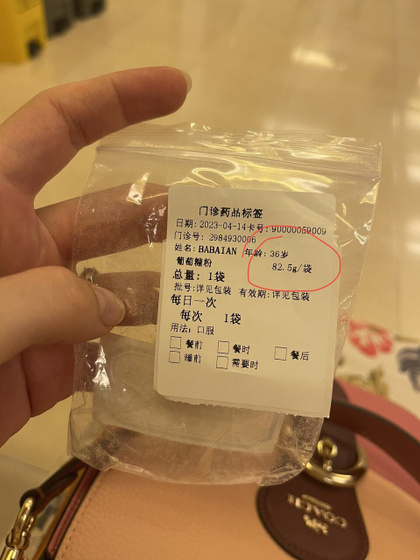 门诊药品标签
日期: 2023-04-14卡号: 90000059009
门诊号: 2984930006
姓名: BABAIAN 年龄: 36岁
葡萄糖粉 82.5g/袋
总量: 1袋
批号:详见包装 有效期:详见包装
每日一次
每次 1袋
用法: 口服
餐前 餐时 餐后
睡前 需要时
COACH